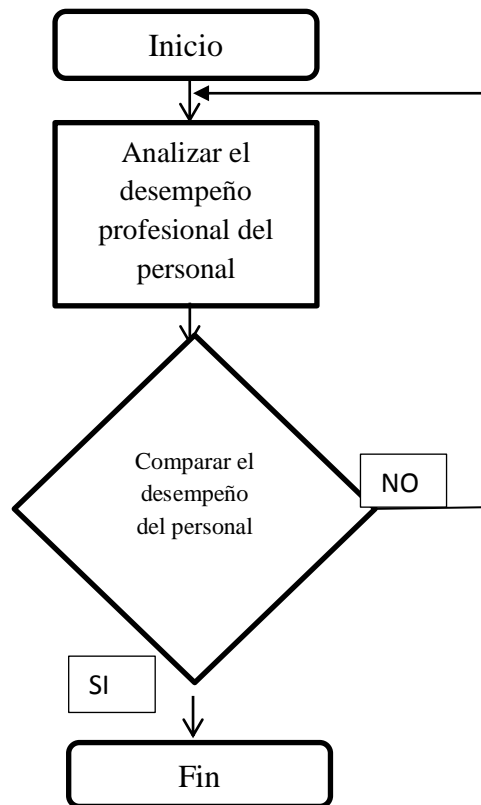 Inicio
Analizar el
desempeño
profesional del
personal
Comparar el
desempeño
del personal
NO
SI
Fin